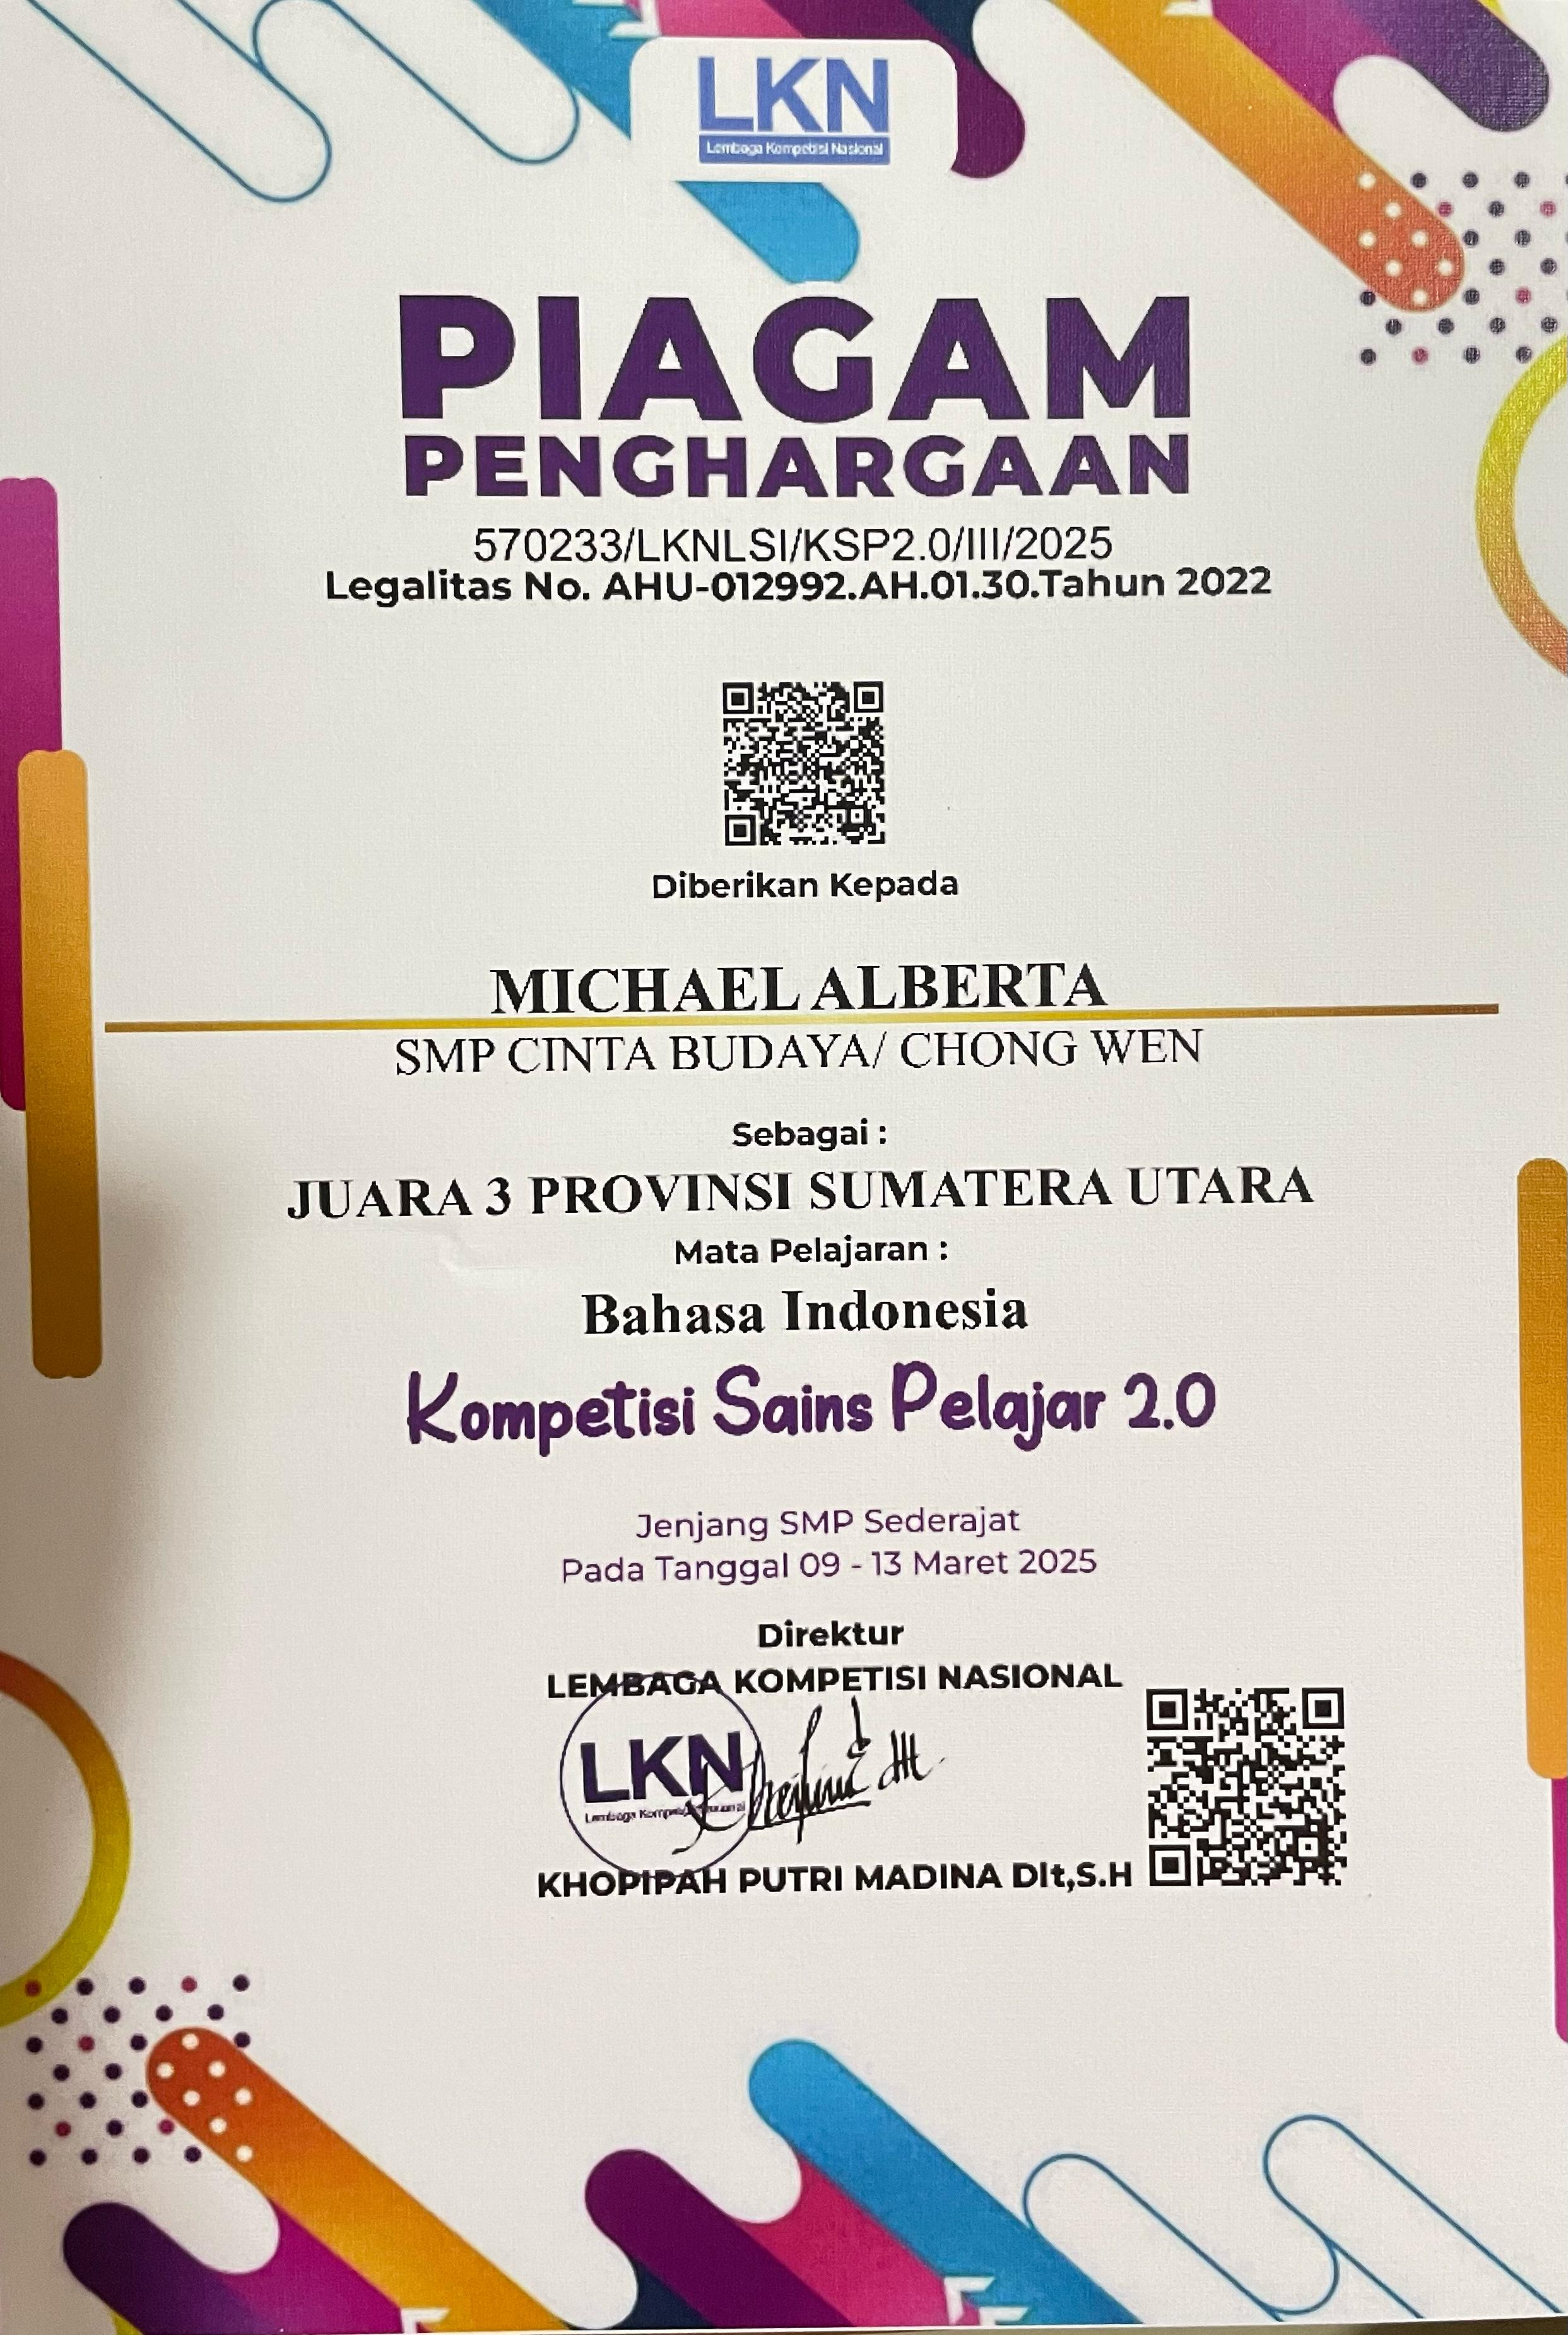 LKN
Lembaga Kompetisi Nasional
PIAGAM
PENGHARGAAN
570233/LKNLSI/KSP2.0/III/2025
Legalitas No. AHU-012992.AH.01.30.Tahun 2022
Diberikan Kepada
MICHAEL ALBERTA
SMP CINTA BUDAYA/ CHONG WEN
Sebagai :
JUARA 3 PROVINSI SUMATERA UTARA
Mata Pelajaran :
Bahasa Indonesia
Kompetisi Sains Pelajar 2.0
Jenjang SMP Sederajat
Pada Tanggal 09 - 13 Maret 2025
Direktur
LEMBAGA KOMPETISI NASIONAL
LKN
Lembaga Kompetisi Nasional
KHOPIPAH PUTRI MADINA Dlt,S.H